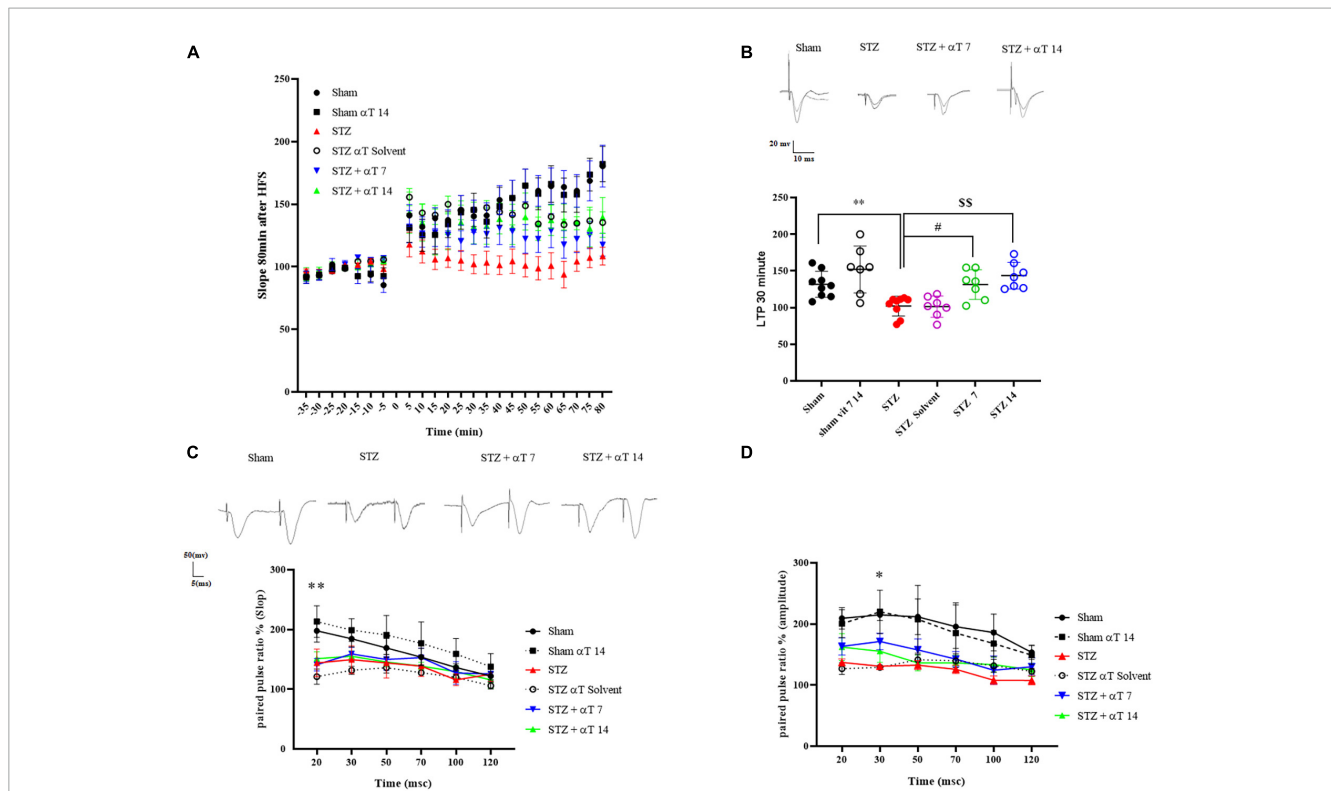 A
250
200
150
100
50
0
Slope 80min after HFS
Sham
Sham αT 14
STZ
STZ αT Solvent
STZ + αT 7
STZ + αT 14
-35 -30 -25 -20 -15 -10 -5 0 5 10 15 20 25 30 35 40 45 50 55 60 65 70 75 80
Time (min)
B
Sham STZ STZ + αT 7 STZ + αT 14
20 mv
10 ms
200
150
100
50
0
LTP 30 minute
** $$
#
Sham
sham vit 7 14
STZ
STZ Solvent
STZ 7
STZ 14
C
Sham STZ STZ + αT 7 STZ + αT 14
50(mv)
5(ms)
300
200
100
0
paired pulse ratio % (Slop)
**
Sham
Sham αT 14
STZ
STZ αT Solvent
STZ + αT 7
STZ + αT 14
20 30 50 70 100 120
Time (msc)
D
300
200
100
0
paired pulse ratio % (amplitude)
*
Sham
Sham αT 14
STZ
STZ αT Solvent
STZ + αT 7
STZ + αT 14
20 30 50 70 100 120
Time (msc)